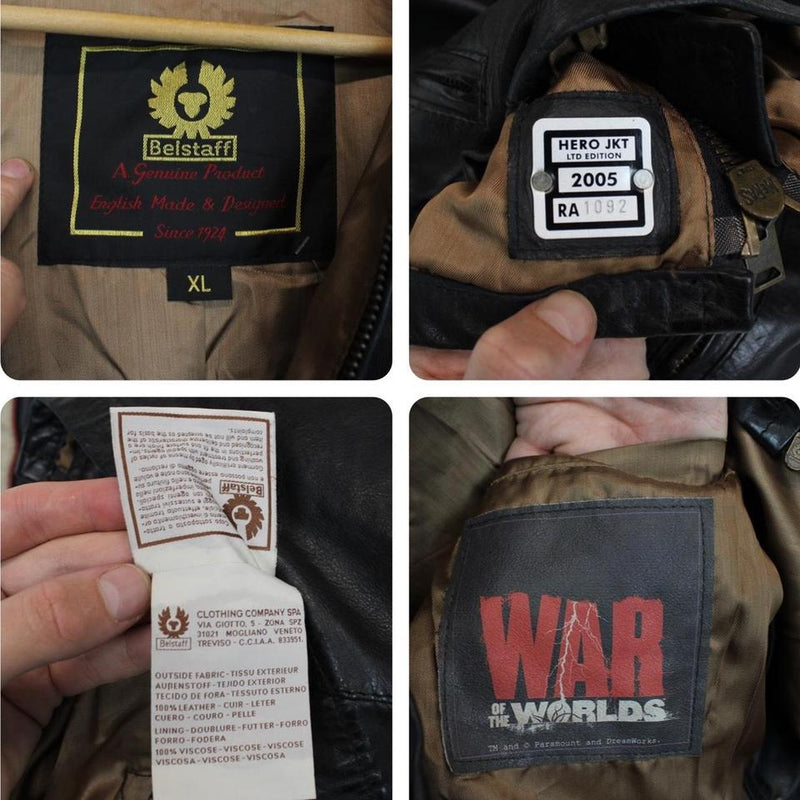 Belstaff
A Genuine Product
English Made & Designed
Since 1924
XL
HERO JKT
LTD EDITION
2005
RA 1092
Belstaff
CLOTHING COMPANY SPA
VIA GIOTTO, 5 - ZONA SPZ
31021 MOGLIANO VENETO
TREVISO - C.C.I.A.A. 833951.
Belstaff
OUTSIDE FABRIC-TISSU EXTERIEUR
AUßENSTOFF-TEJIDO EXTERIOR
TECIDO DE FORA-TESSUTO ESTERNO
100% LEATHER-CUIR-LETER
CUERO-COURO-PELLE
LINING-DOUBLURE-FUTTER-FORRO
FORRO-FODERA
100% VISCOSE-VISCOSE-VISCOSE
VISCOSA-VISCOSE-VISCOSA
WAR
OF THE WORLDS
TM and © Paramount and DreamWorks.